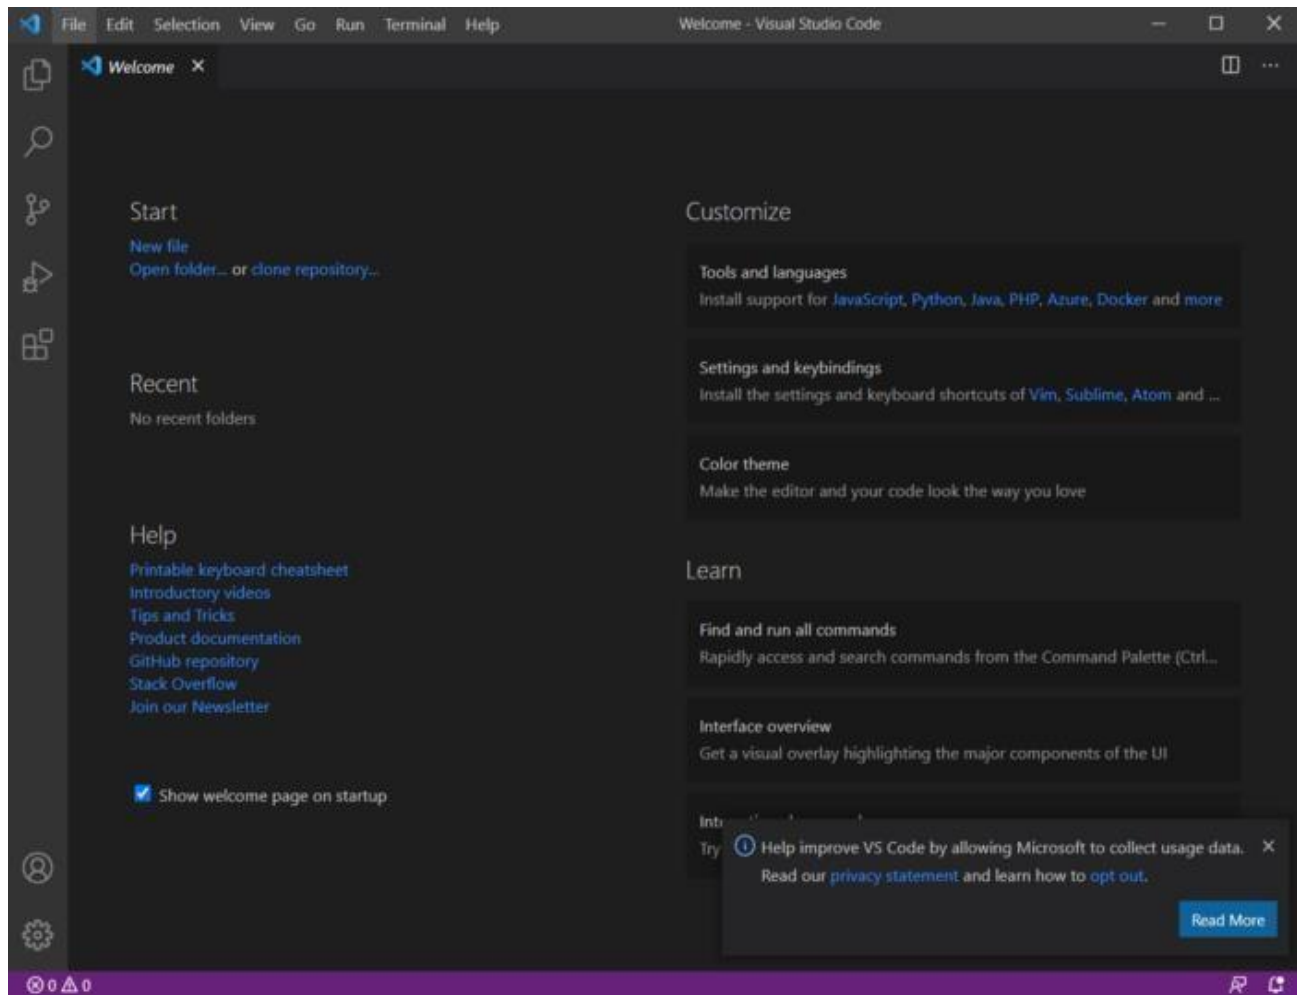 File Edit Selection View Go Run Terminal Help
Welcome - Visual Studio Code
Welcome
Start
New file
Open folder... or clone repository...
Recent
No recent folders
Help
Printable keyboard cheatsheet
Introductory videos
Tips and Tricks
Product documentation
GitHub repository
Stack Overflow
Join our Newsletter
Show welcome page on startup
Customize
Tools and languages
Install support for JavaScript, Python, Java, PHP, Azure, Docker and more
Settings and keybindings
Install the settings and keyboard shortcuts of Vim, Sublime, Atom and ...
Color theme
Make the editor and your code look the way you love
Learn
Find and run all commands
Rapidly access and search commands from the Command Palette (Ctrl...
Interface overview
Get a visual overlay highlighting the major components of the UI
Try
Help improve VS Code by allowing Microsoft to collect usage data.
Read our privacy statement and learn how to opt out.
Read More
0 0